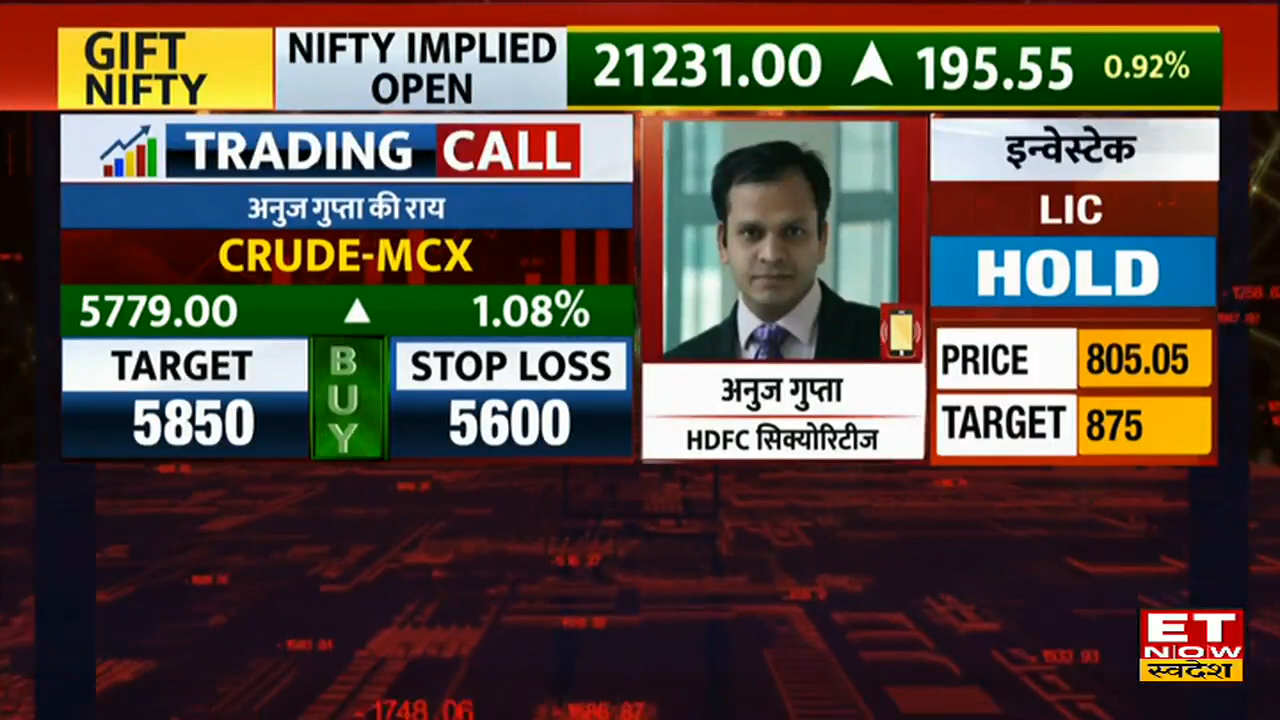 GIFT
NIFTY
NIFTY IMPLIED
OPEN
21231.00 195.55 0.92%
TRADING CALL
अनुज गुप्ता की राय
CRUDE-MCX
5779.00 1.08%
TARGET
5850
BUY
STOP LOSS
5600
अनुज गुप्ता
HDFC सिक्योरिटीज
इन्वेस्टेक
LIC
HOLD
PRICE 805.05
TARGET 875
ET
NOW
स्वदेश
-1748.06